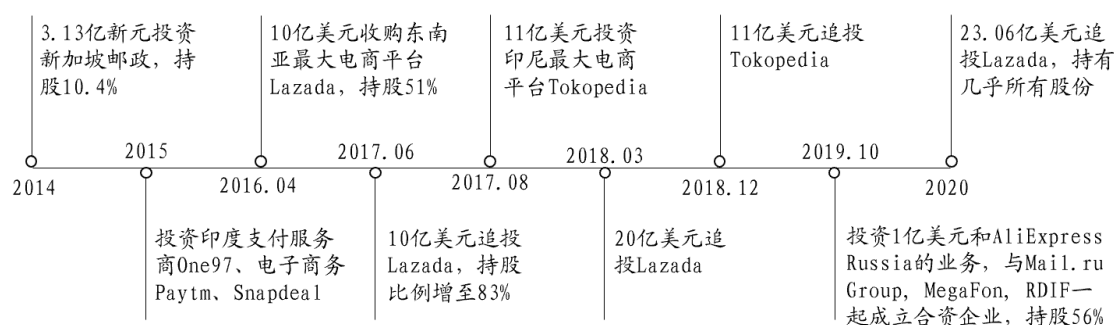 3.13亿新元投资
新加坡邮政，持
股10.4%
2014
2015
投资印度支付服务
商One97、电子商务
Paytm、Snapdeal
10亿美元收购东南
亚最大电商平台
Lazada，持股51%
2016.04
2017.06
10亿美元追投
Lazada，持股
比例增至83%
11亿美元投资
印尼最大电商
平台Tokopedia
2017.08
2018.03
20亿美元追
投Lazada
11亿美元追投
Tokopedia
2018.12
2019.10
投资1亿美元和AliExpress
Russia的业务，与Mail.ru
Group, MegaFon, RDIF一
起成立合资企业，持股56%
23.06亿美元追
投Lazada，持有
几乎所有股份
2020